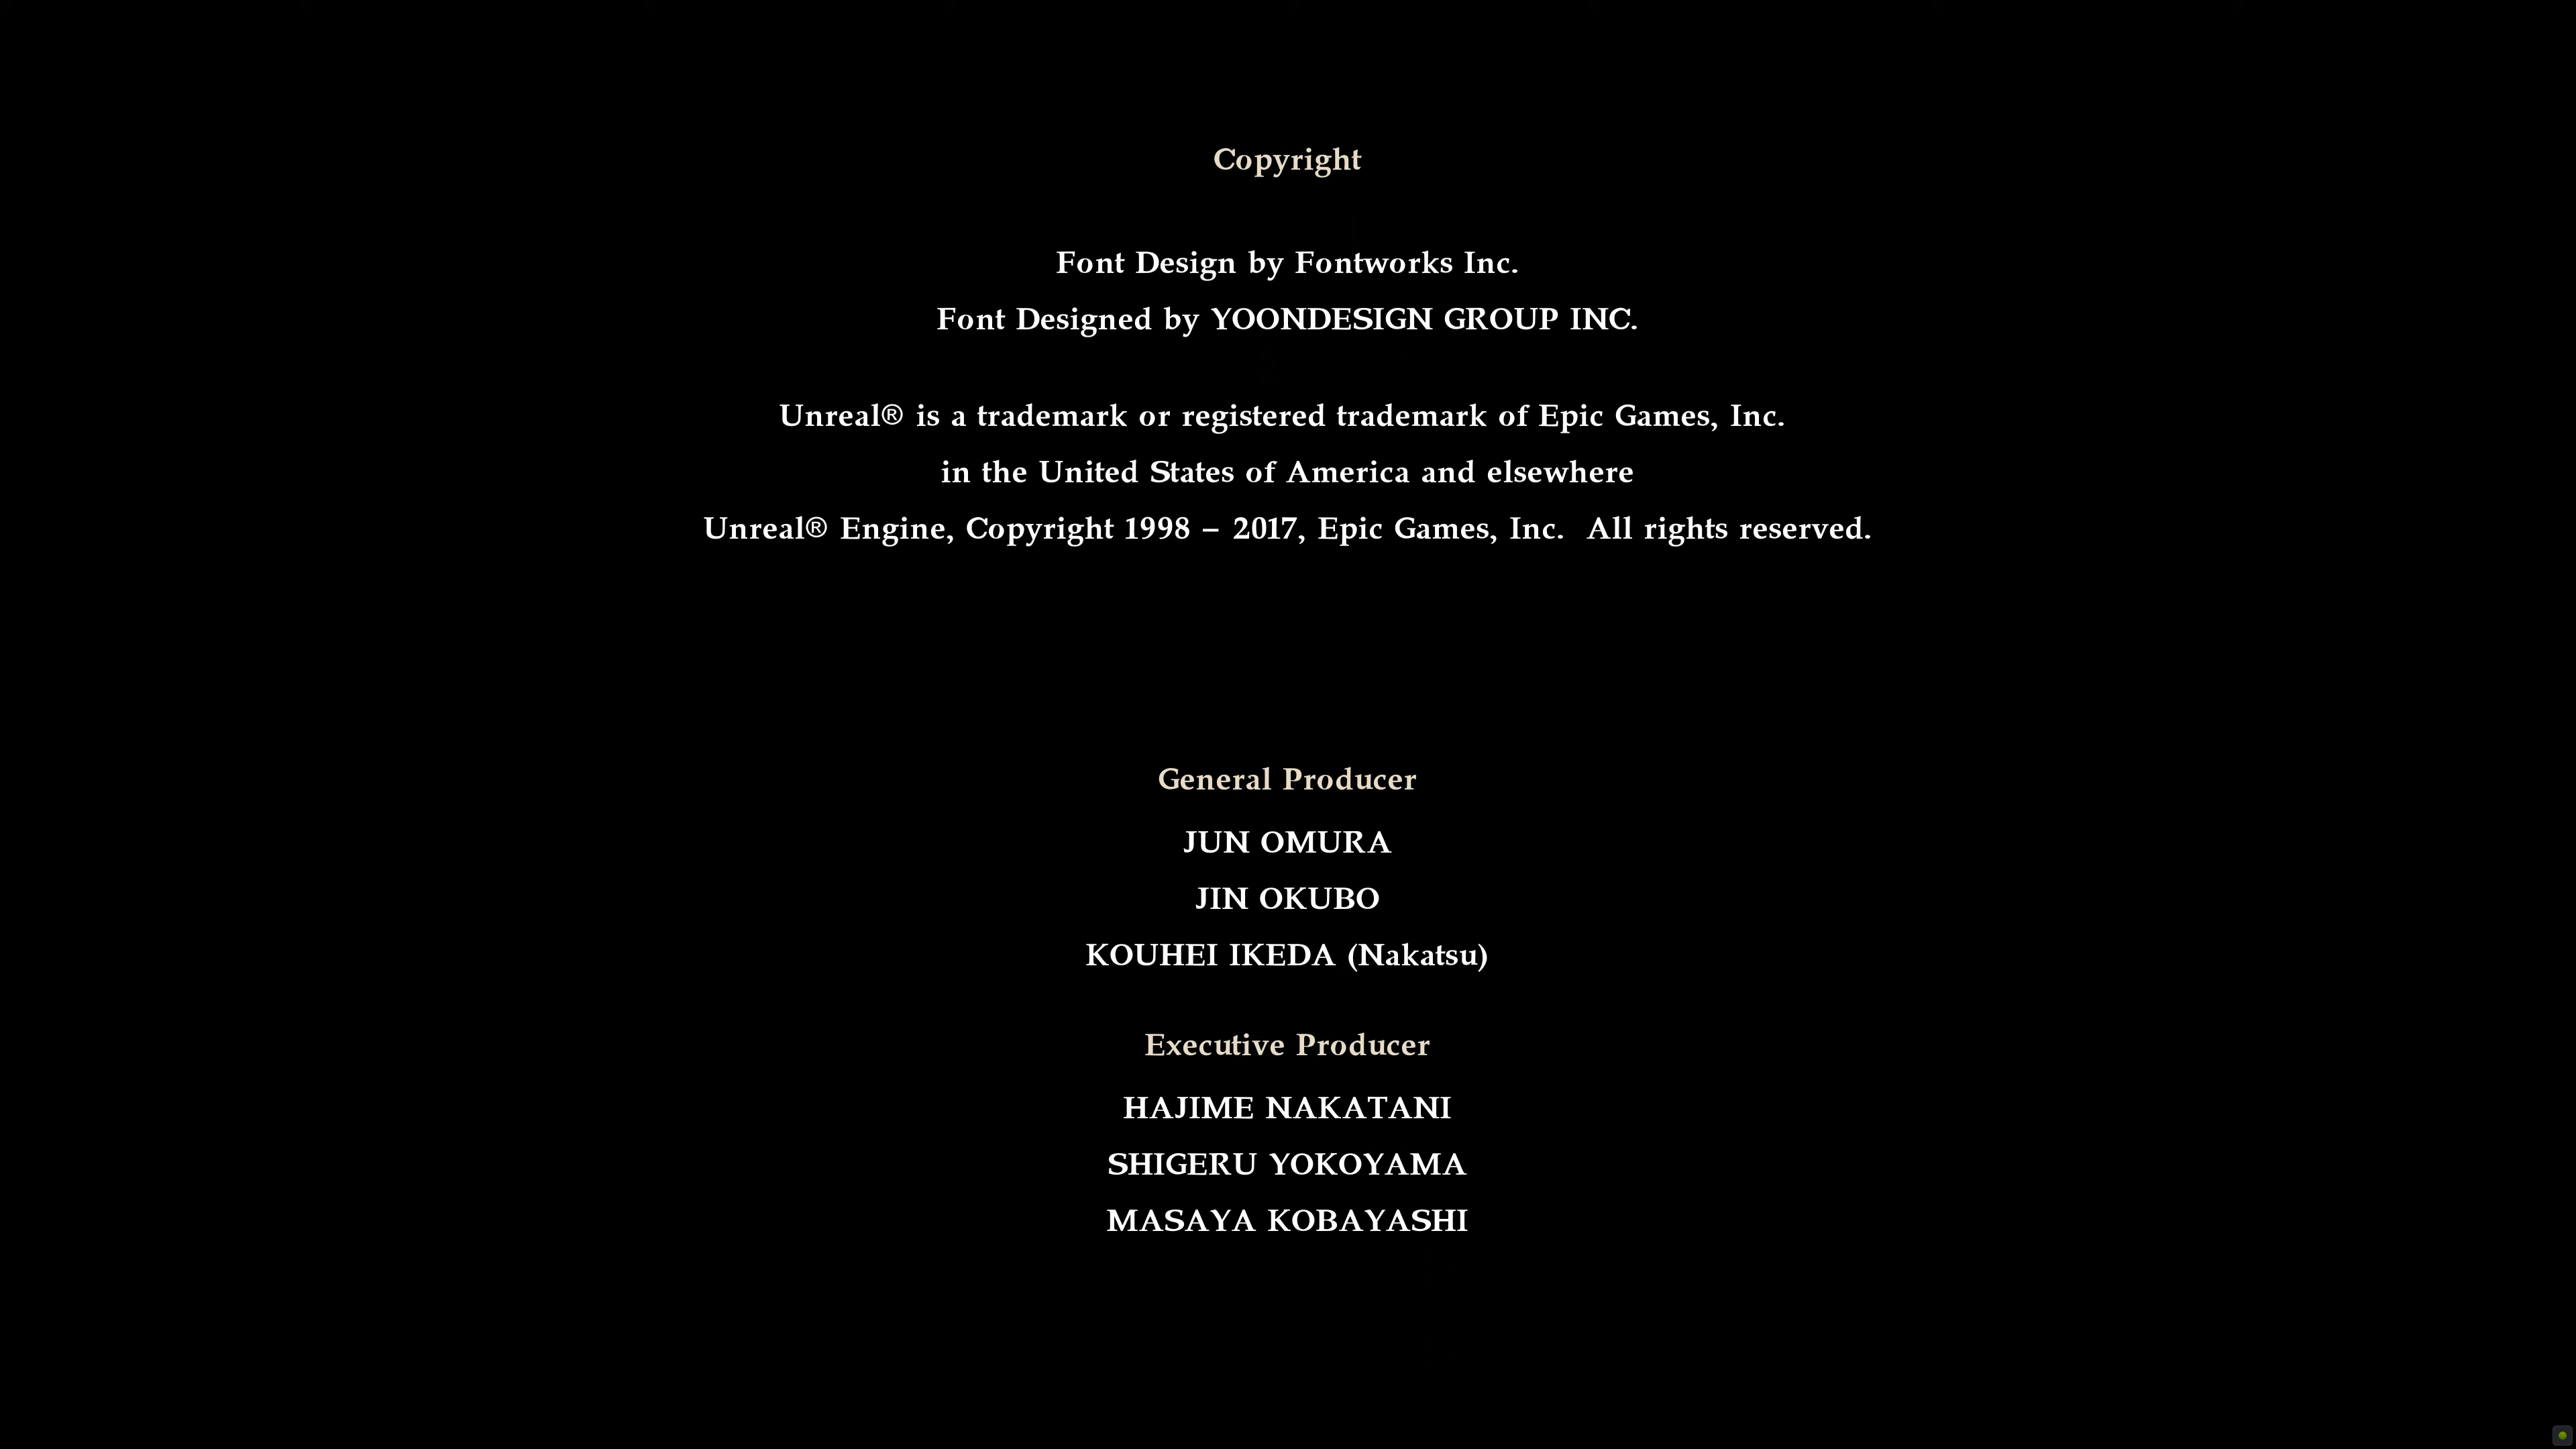 Copyright
Font Design by Fontworks Inc.
Font Designed by YOONDESIGN GROUP INC.
Unreal® is a trademark or registered trademark of Epic Games, Inc.
in the United States of America and elsewhere
Unreal® Engine, Copyright 1998 – 2017, Epic Games, Inc.  All rights reserved.
General Producer
JUN OMURA
JIN OKUBO
KOUHEI IKEDA (Nakatsu)
Executive Producer
HAJIME NAKATANI
SHIGERU YOKOYAMA
MASAYA KOBAYASHI